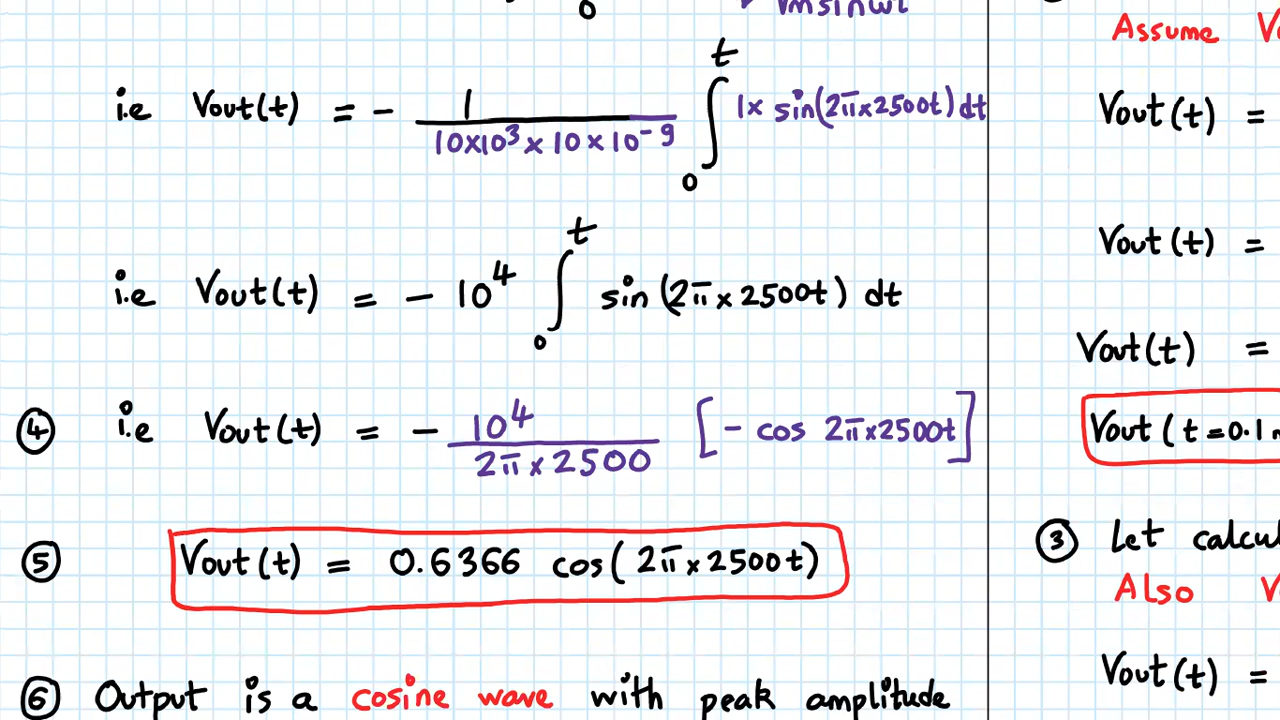 Vmsinωt
0
i.e Vout(t) = - 1 / (10×10³ × 10 × 10⁻⁹) ∫₀ᵗ 1× sin(2π×2500t) dt
i.e Vout(t) = - 10⁴ ∫₀ᵗ sin(2π×2500t) dt
④ i.e Vout(t) = - 10⁴ / (2π×2500) [- cos 2π×2500t]
⑤ Vout(t) = 0.6366 cos(2π×2500t)
⑥ Output is a cosine wave with peak amplitude
Assume
Vout(t) =
Vout(t) =
Vout(t) =
Vout(t=0.1
③ Let
Also
Vout(t) =